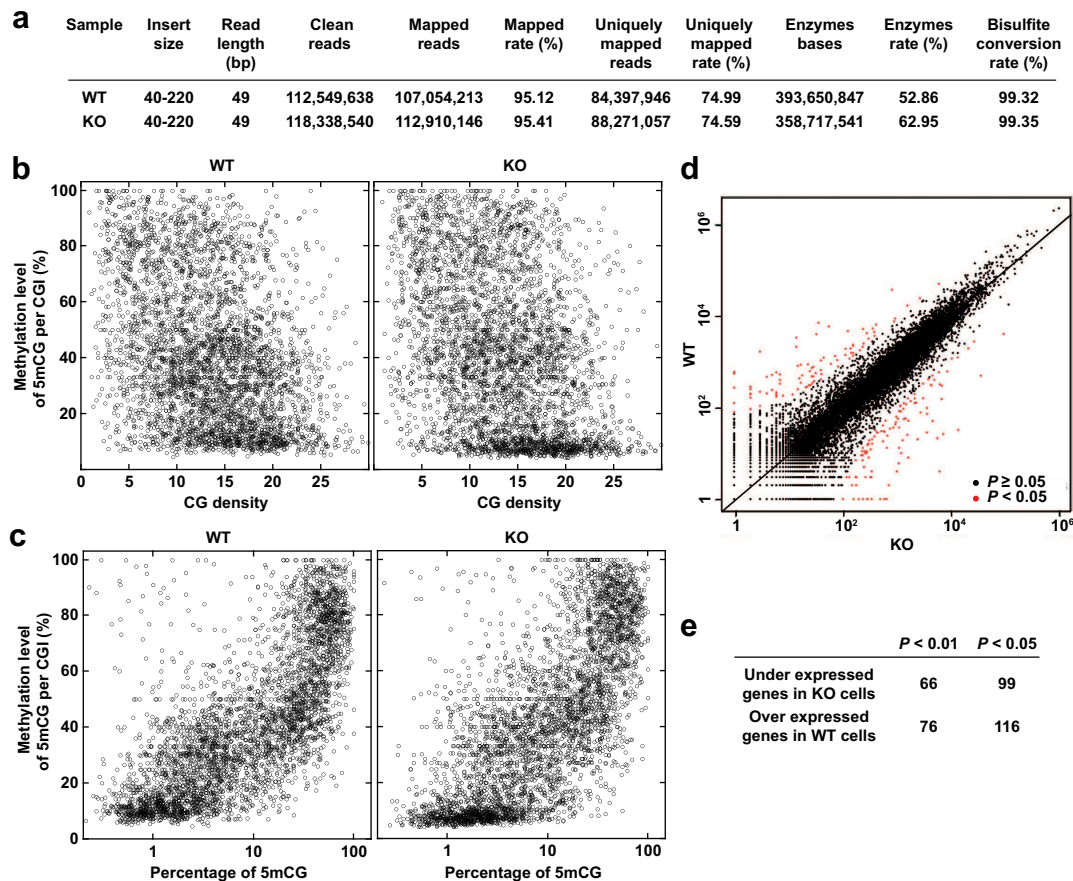 a
Sample Insert size Read length (bp) Clean reads Mapped reads Mapped rate (%) Uniquely mapped reads Uniquely mapped rate (%) Enzymes bases Enzymes rate (%) Bisulfite conversion rate (%)
WT 40-220 49 112,549,638 107,054,213 95.12 84,397,946 74.99 393,650,847 52.86 99.32
KO 40-220 49 118,338,540 112,910,146 95.41 88,271,057 74.59 358,717,541 62.95 99.35
b
WT KO
Methylation level
of 5mCG per CGI (%)
100
80
60
40
20
0 5 10 15 20 25 5 10 15 20 25
CG density CG density
c
WT KO
Methylation level
of 5mCG per CGI (%)
100
80
60
40
20
0
1 10 100 1 10 100
Percentage of 5mCG Percentage of 5mCG
d
WT
10⁶
10⁴
10²
1
P ≥ 0.05
P < 0.05
1 10² 10⁴ 10⁶
KO
e
P < 0.01 P < 0.05
Under expressed
genes in KO cells 66 99
Over expressed
genes in WT cells 76 116